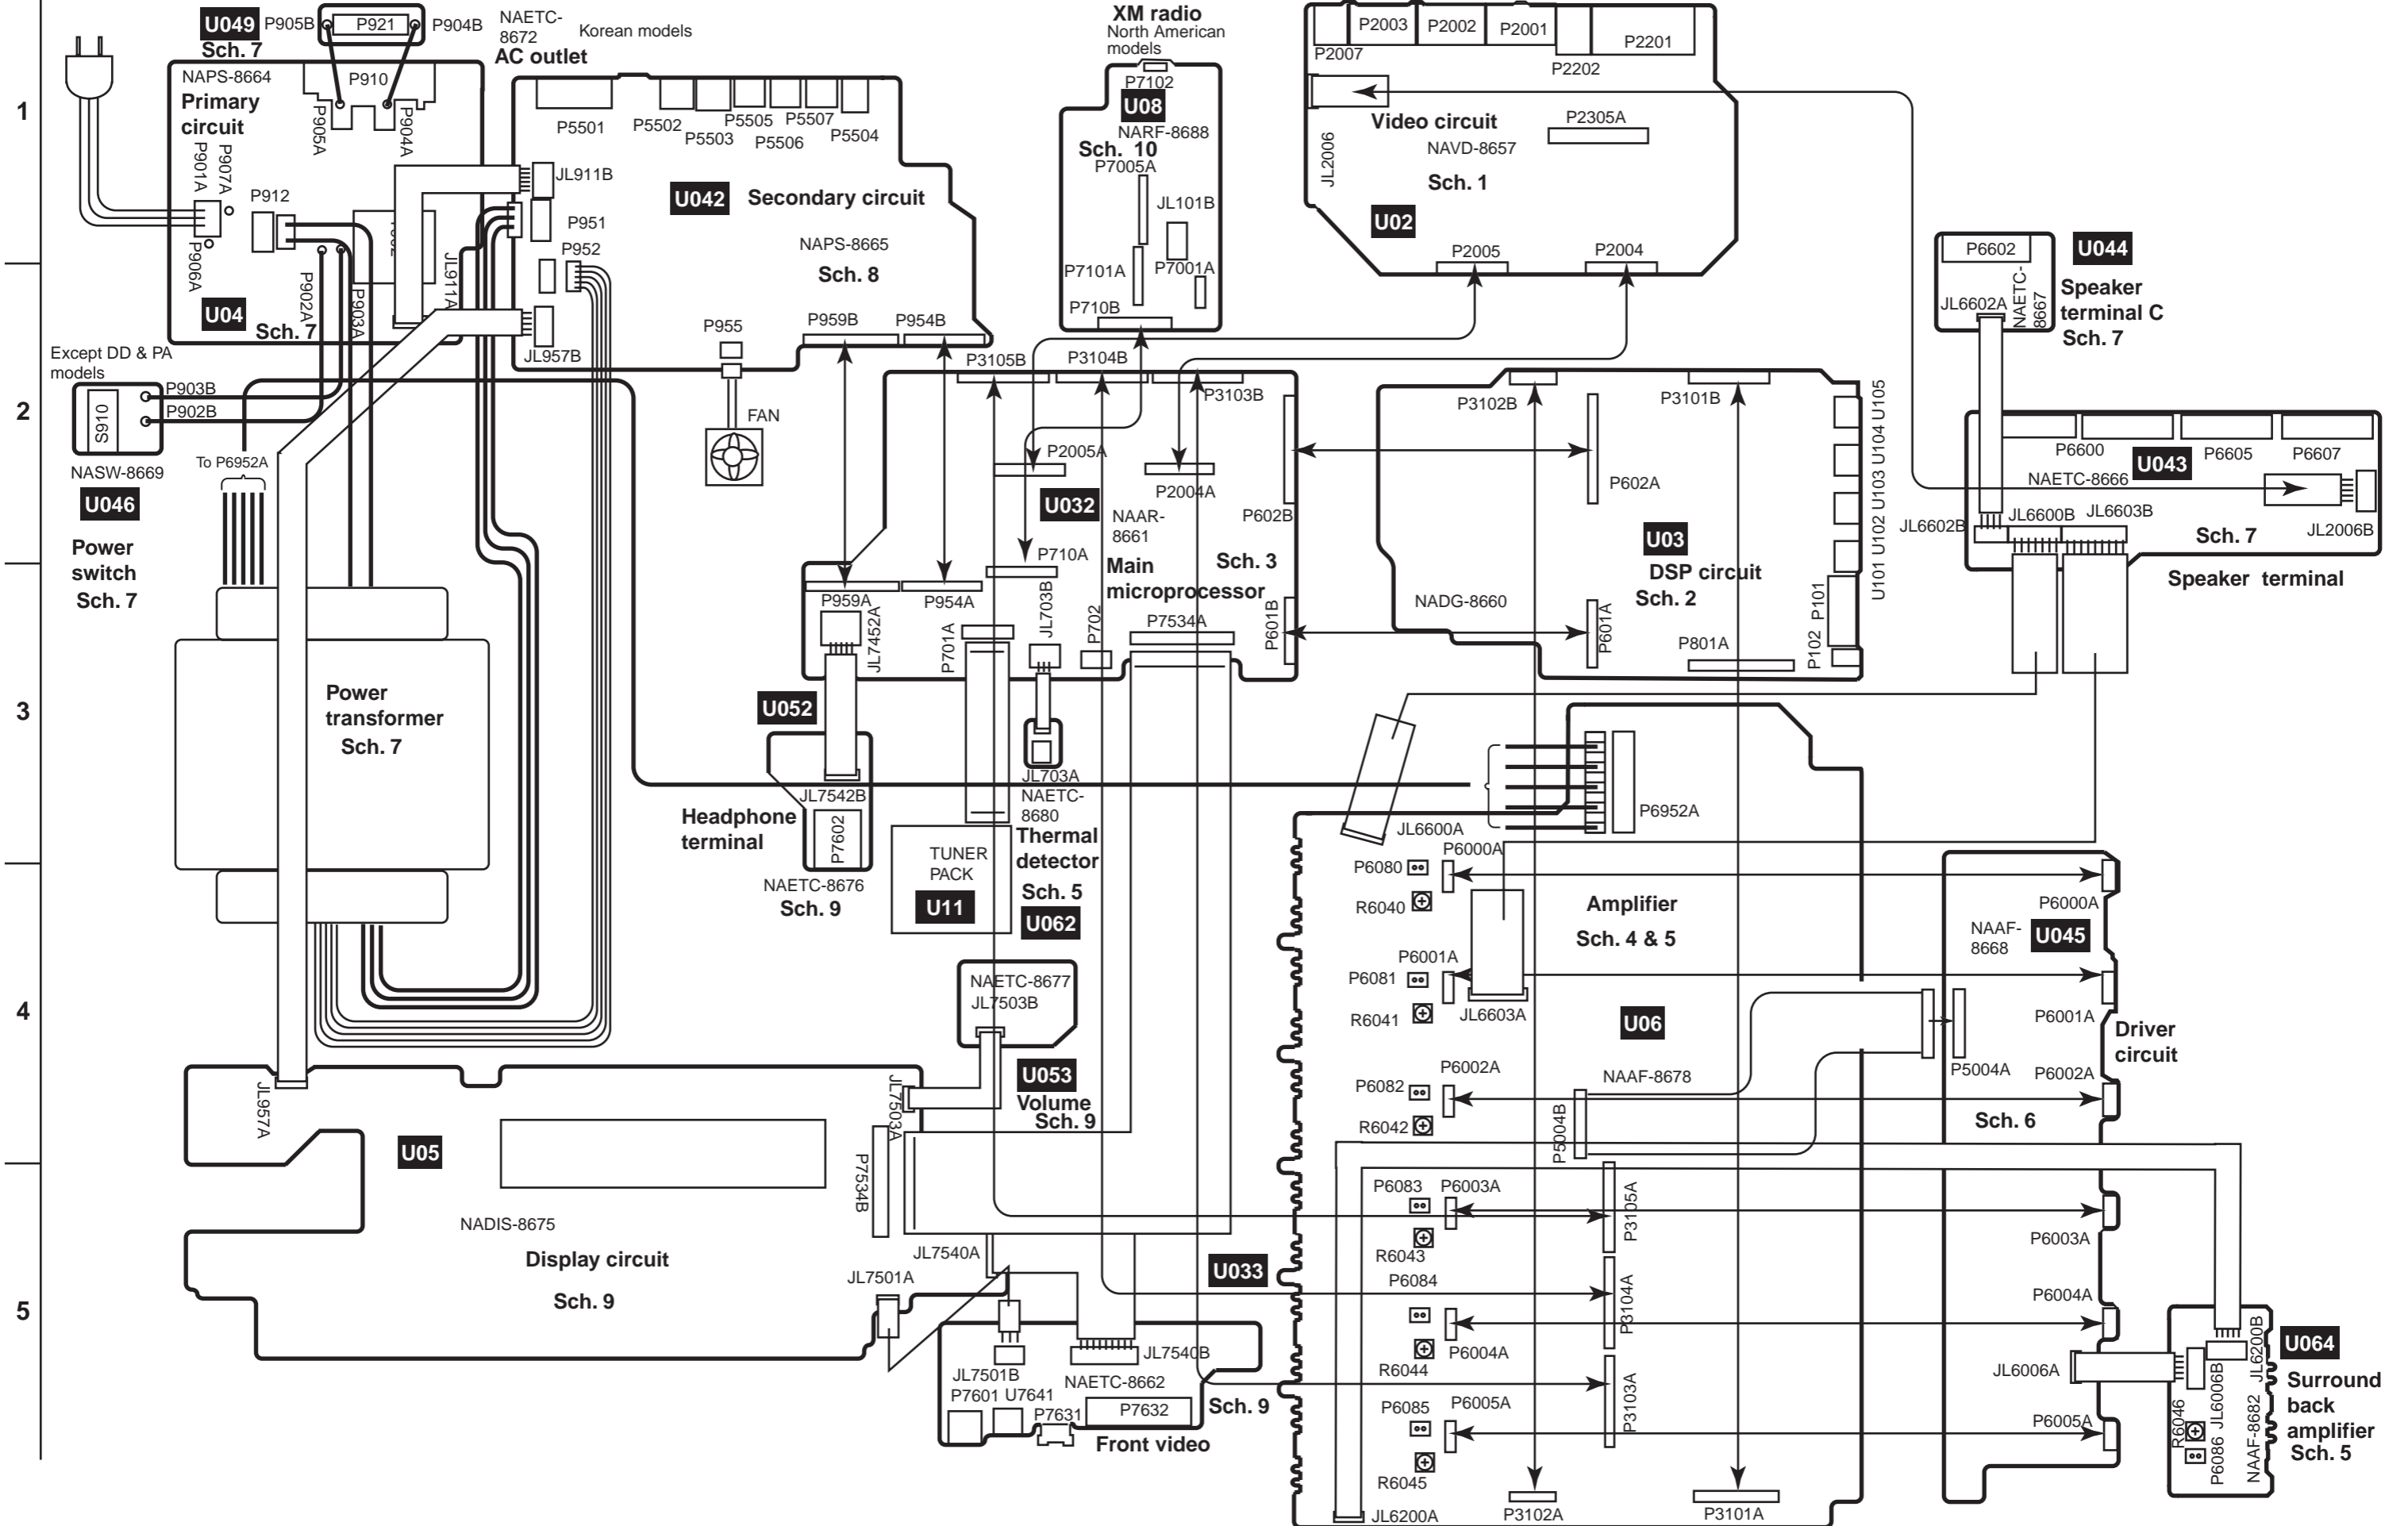 1
2
3
4
5
U049
Sch. 7
P905B
P921
P904B
NAETC-
8672
Korean models
AC outlet
NAPS-8664
Primary
circuit
P910
P905A
P904A
P901A
P907A
P912
P906A
P902A
P903A
JL911A
U04
Sch. 7
P5501
P5502
P5503
P5505
P5506
P5507
P5504
JL911B
P951
P952
U042
Secondary circuit
NAPS-8665
Sch. 8
JL957B
P955
P959B
P954B
FAN
XM radio
North American
models
P7102
U08
NARF-8688
Sch. 10
P7005A
JL101B
P7101A
P7001A
P710B
P2007
P2003
P2002
P2001
P2202
P2201
JL2006
Video circuit
NAVD-8657
Sch. 1
P2305A
U02
P2005
P2004
P6602
U044
JL6602A
NAETC-
8667
Speaker
terminal C
Sch. 7
Except DD & PA
models
P903B
P902B
S910
NASW-8669
U046
Power
switch
Sch. 7
To P6952A
P3105B
P3104B
P3103B
P2005A
P2004A
U032
NAAR-
8661
P602B
Sch. 3
Main
microprocessor
P710A
P959A
P954A
JL7452A
P701A
JL703B
P702
P7534A
P601B
P3102B
P3101B
P602A
U03
DSP circuit
Sch. 2
NADG-8660
P601A
P801A
P102
P101
U101 U102 U103 U104 U105
P6600
U043
P6605
P6607
NAETC-8666
JL6602B
JL6600B
JL6603B
Sch. 7
JL2006B
Speaker terminal
Power
transformer
Sch. 7
U052
JL7542B
P7602
Headphone
terminal
NAETC-8676
Sch. 9
JL703A
NAETC-
8680
Thermal
detector
Sch. 5
U062
TUNER
PACK
U11
NAETC-8677
JL7503B
U053
Volume
Sch. 9
JL6600A
P6952A
P6080
P6000A
R6040
Amplifier
Sch. 4 & 5
P6001A
P6081
R6041
JL6603A
U06
P6002A
P6082
R6042
NAAF-8678
P5004B
P6000A
NAAF-
8668
U045
P6001A
Driver
circuit
P5004A
P6002A
Sch. 6
JL957A
JL7503A
U05
P7534B
NADIS-8675
Display circuit
Sch. 9
JL7540A
JL7501A
U033
JL7501B
JL7540B
P7601
U7641
NAETC-8662
P7631
P7632
Sch. 9
Front video
P6083
P6003A
R6043
P3105A
P6084
P3104A
R6044
P6004A
P6085
P6005A
P3103A
R6045
JL6200A
P3102A
P3101A
P6003A
P6004A
JL6006A
P6005A
R6046
P6086
JL6006B
JL6200B
NAAF-8682
U064
Surround
back
amplifier
Sch. 5